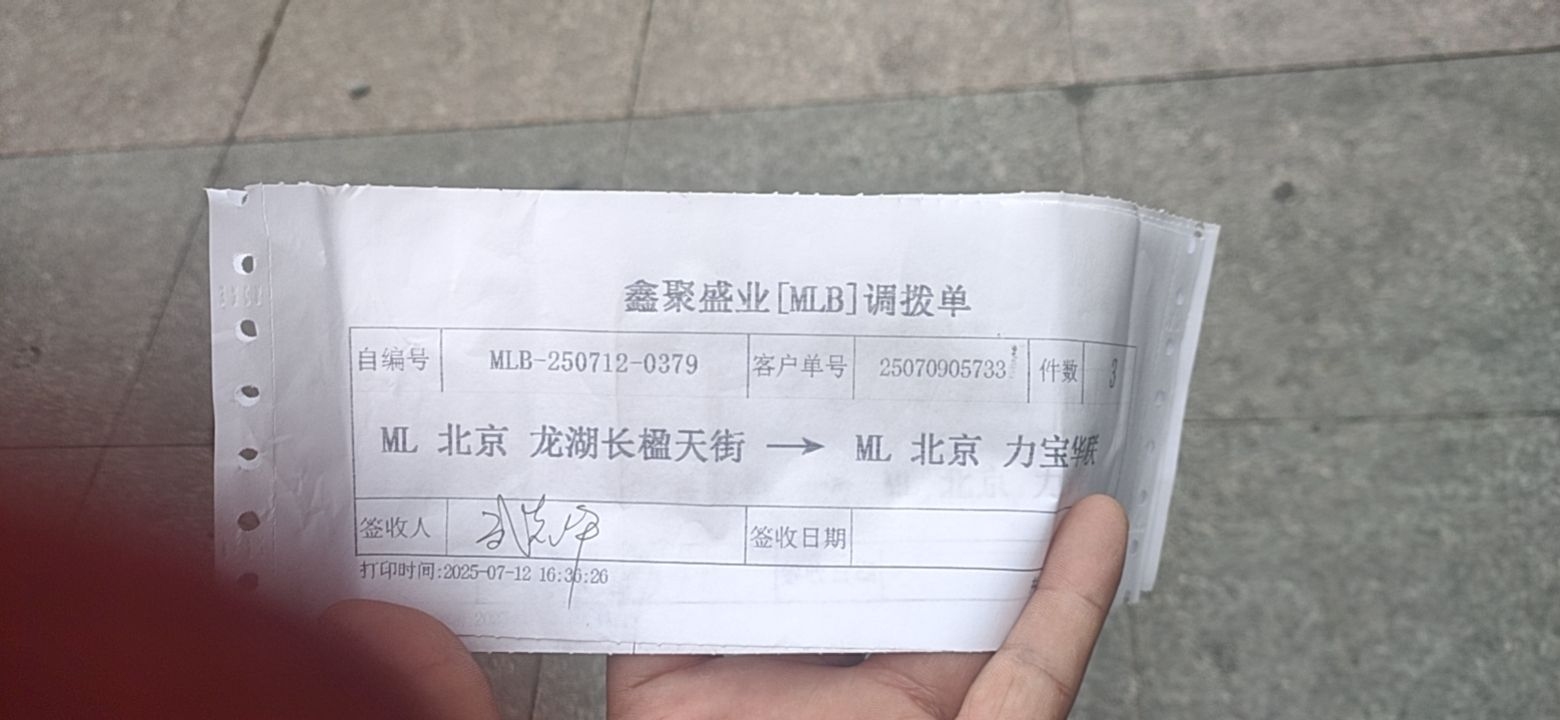 鑫聚盛业[MLB]调拨单
自编号 MLB-250712-0379 客户单号 25070905733 件数 3
ML 北京 龙湖长楹天街 → ML 北京 力宝华联
签收人 签收日期
打印时间:2025-07-12 16:36:26